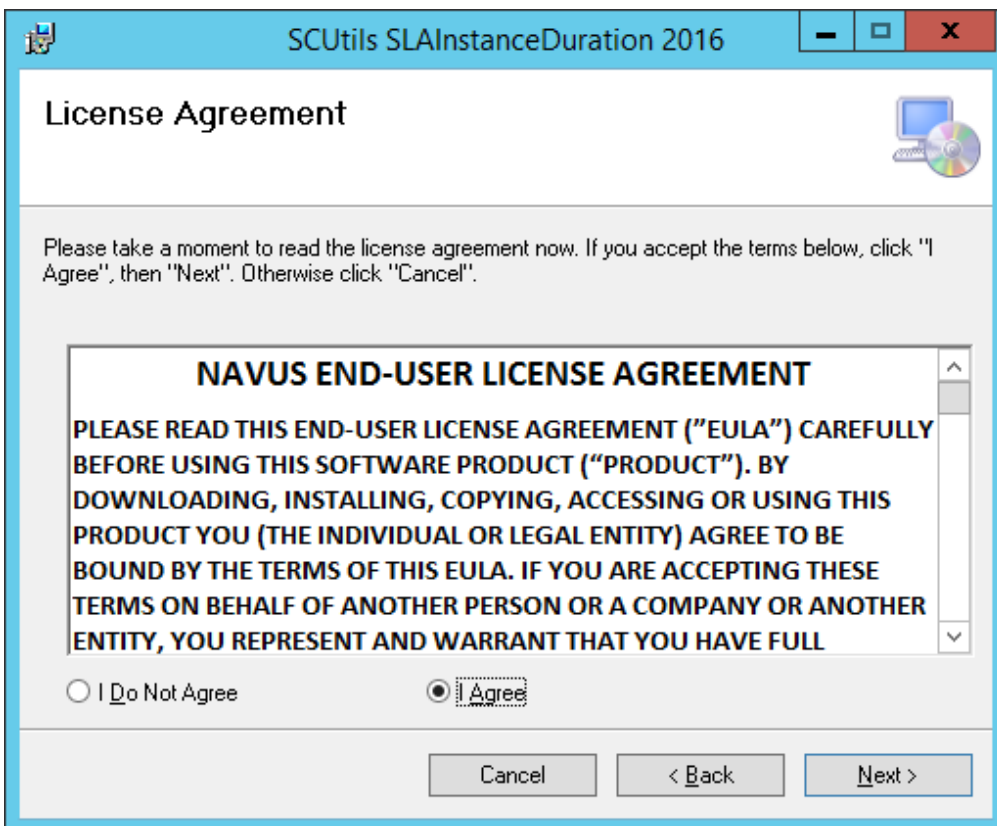 SCUtils SLAInstanceDuration 2016
License Agreement
Please take a moment to read the license agreement now. If you accept the terms below, click "I
Agree", then "Next". Otherwise click "Cancel".
NAVUS END-USER LICENSE AGREEMENT
PLEASE READ THIS END-USER LICENSE AGREEMENT (”EULA”) CAREFULLY
BEFORE USING THIS SOFTWARE PRODUCT (“PRODUCT”). BY
DOWNLOADING, INSTALLING, COPYING, ACCESSING OR USING THIS
PRODUCT YOU (THE INDIVIDUAL OR LEGAL ENTITY) AGREE TO BE
BOUND BY THE TERMS OF THIS EULA. IF YOU ARE ACCEPTING THESE
TERMS ON BEHALF OF ANOTHER PERSON OR A COMPANY OR ANOTHER
ENTITY, YOU REPRESENT AND WARRANT THAT YOU HAVE FULL
I Do Not Agree I Agree
Cancel < Back Next >